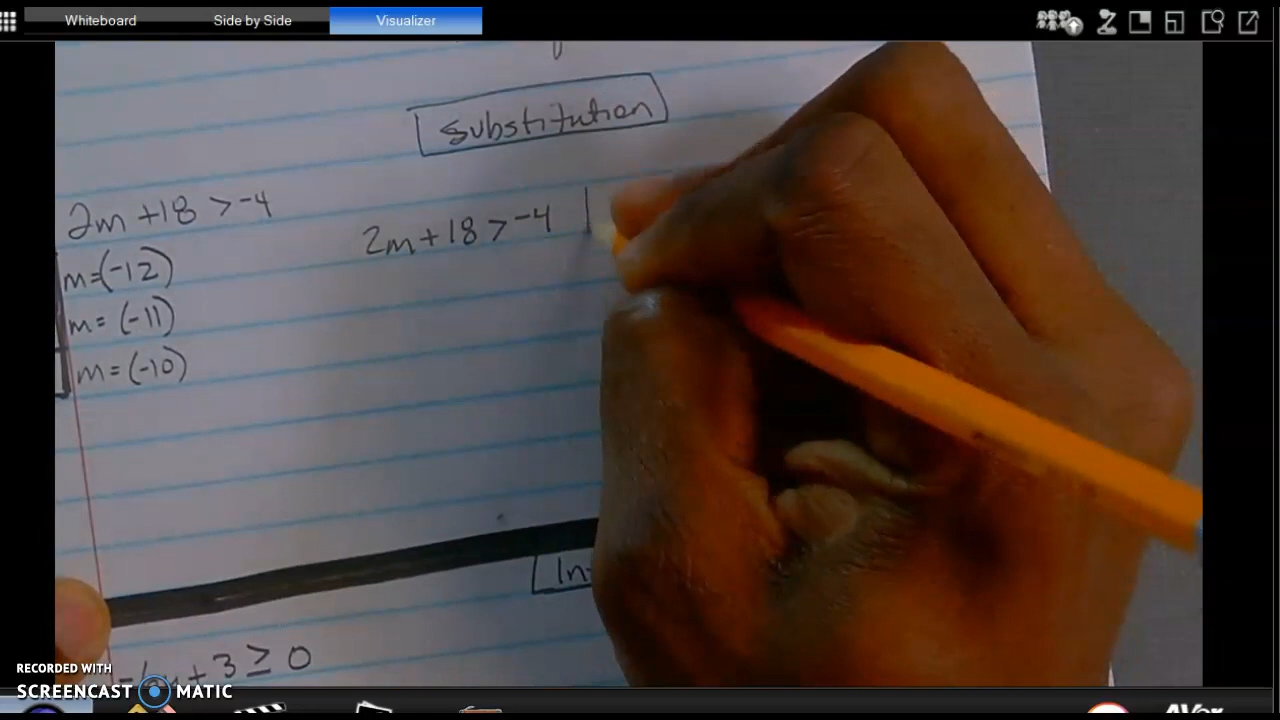 Whiteboard Side by Side Visualizer
Substitution
2m +18 > -4
2m + 18 > -4
m=(-12)
m= (-11)
m = (-10)
+ 3 ≥ 0
RECORDED WITH
SCREENCAST MATIC
AVer